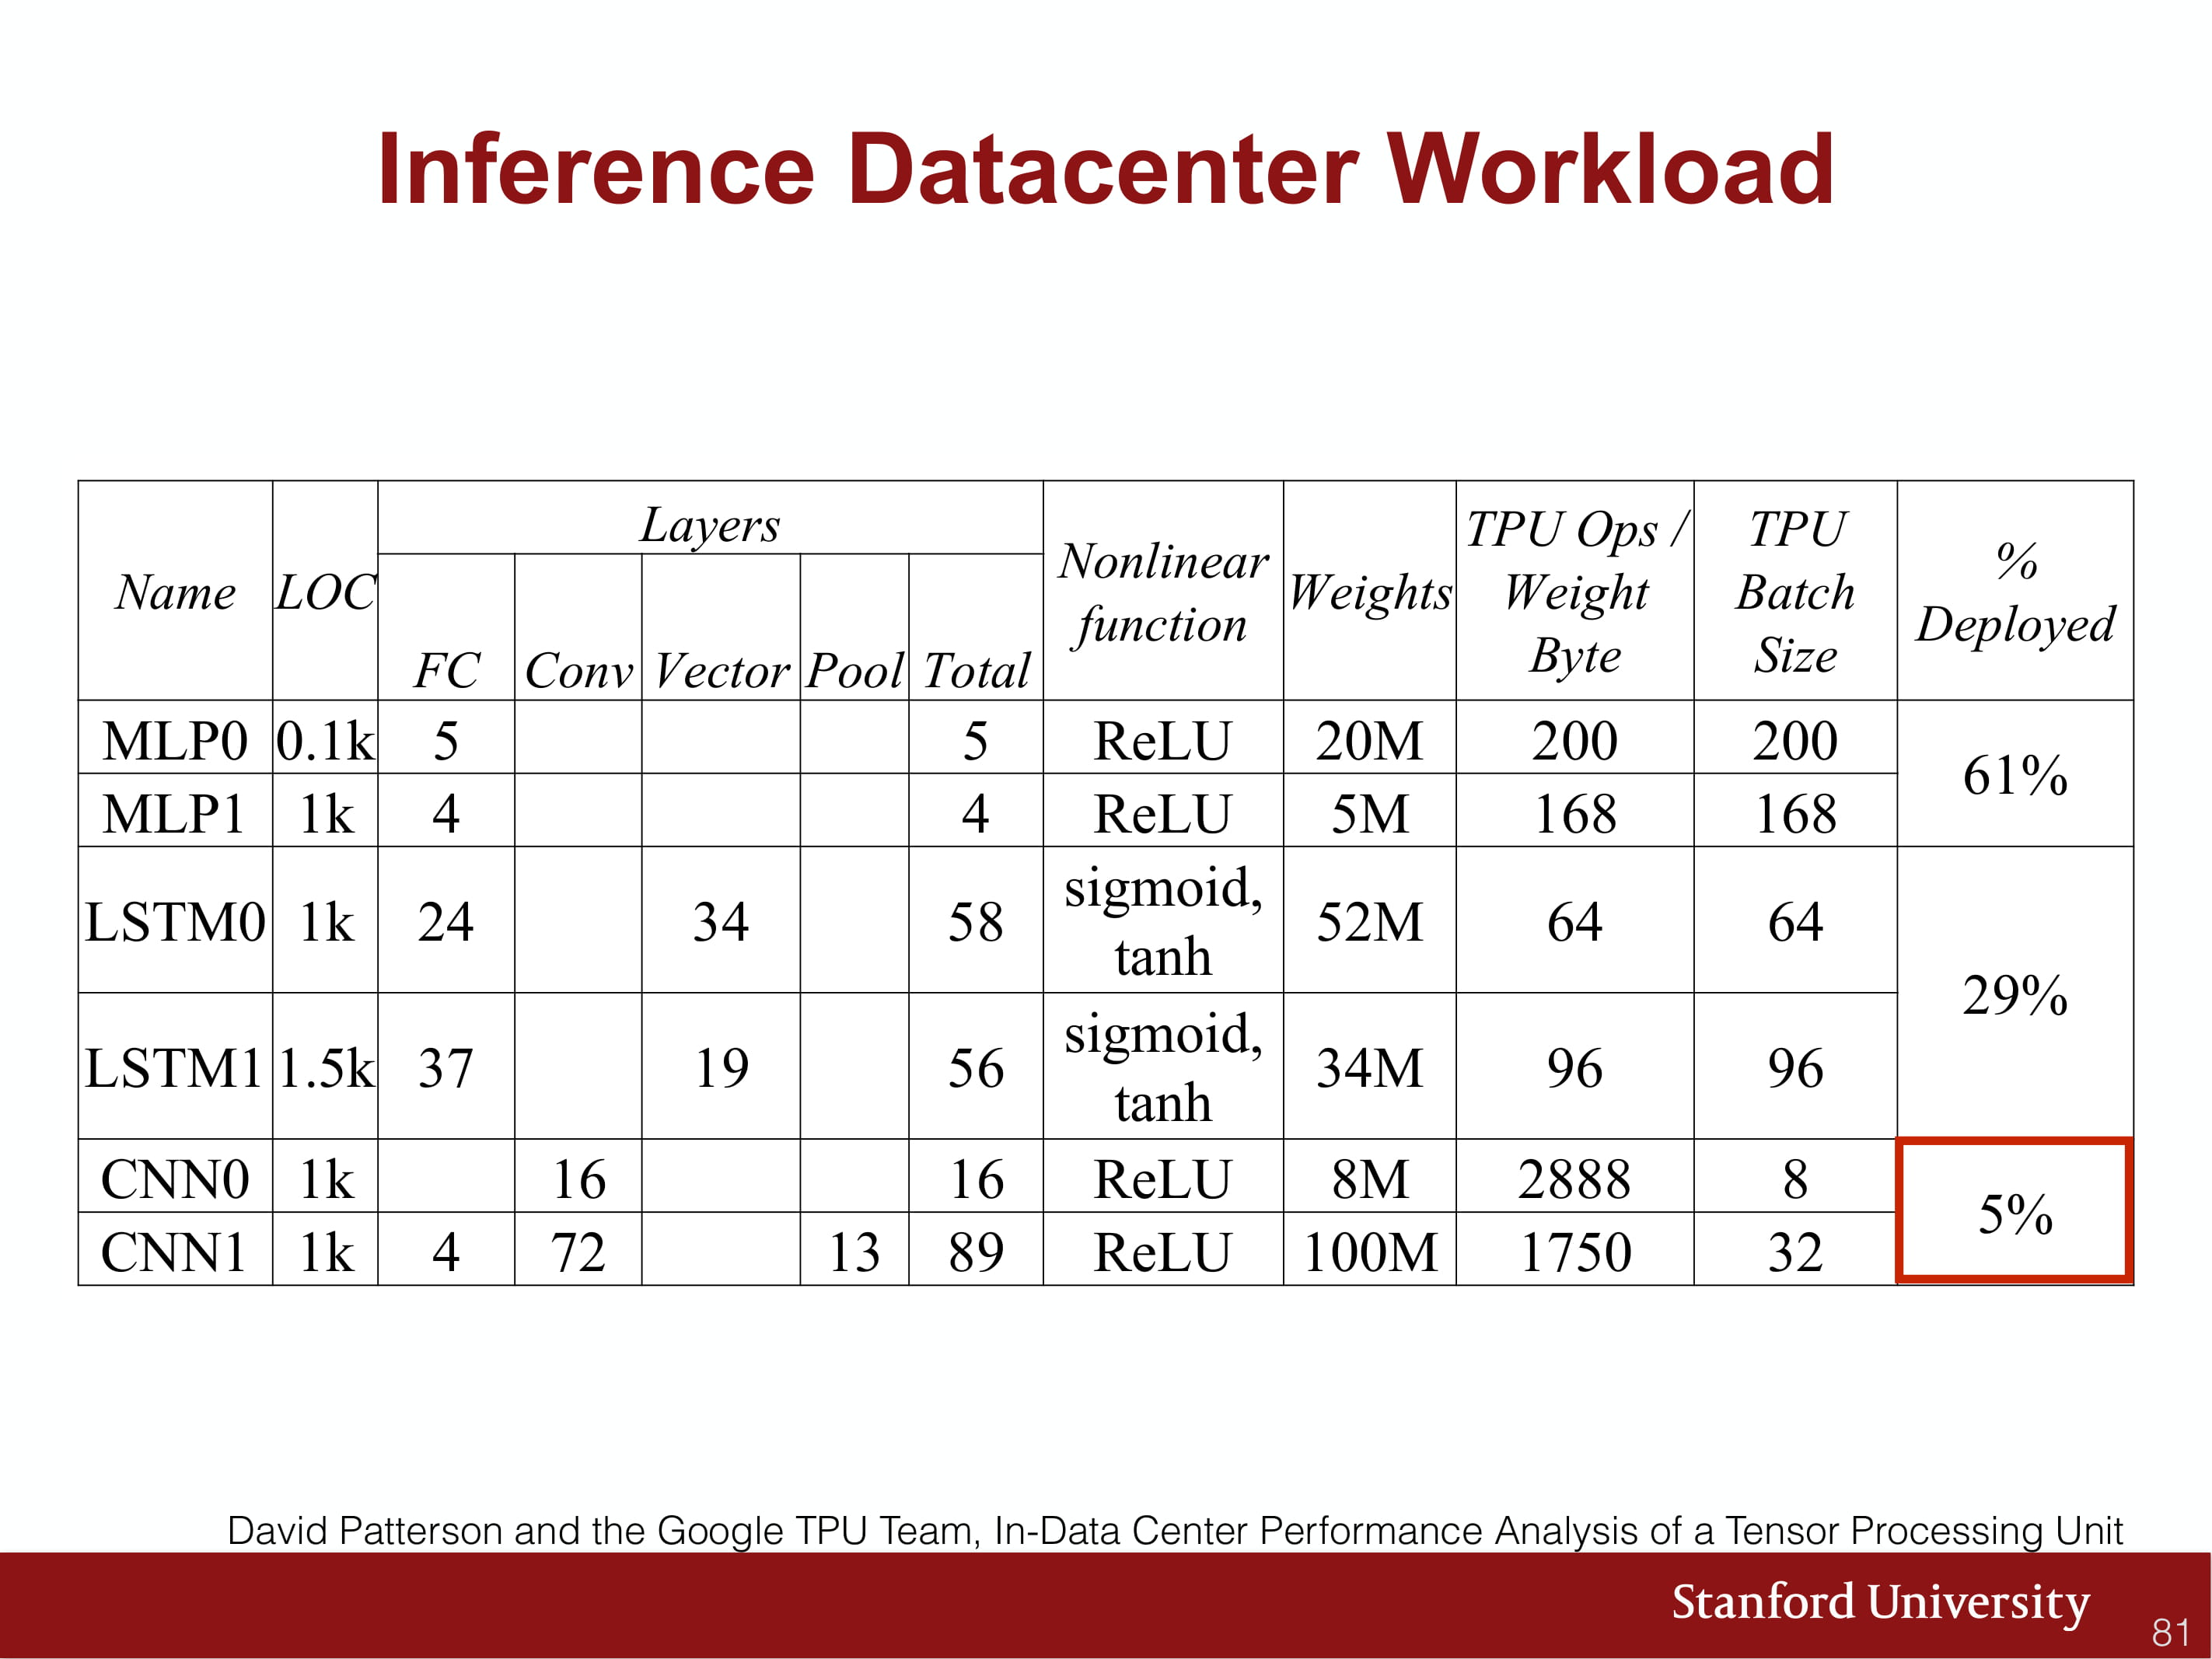 Inference Datacenter Workload
Name LOC Layers Nonlinear function Weights TPU Ops / Weight Byte TPU Batch Size % Deployed
FC Conv Vector Pool Total
MLP0 0.1k 5 5 ReLU 20M 200 200 61%
MLP1 1k 4 4 ReLU 5M 168 168
LSTM0 1k 24 34 58 sigmoid, tanh 52M 64 64 29%
LSTM1 1.5k 37 19 56 sigmoid, tanh 34M 96 96
CNN0 1k 16 16 ReLU 8M 2888 8 5%
CNN1 1k 4 72 13 89 ReLU 100M 1750 32
David Patterson and the Google TPU Team, In-Data Center Performance Analysis of a Tensor Processing Unit
Stanford University
81